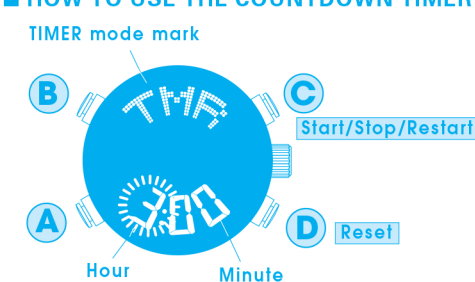 HOW TO USE THE COUNTDOWN TIMER
TIMER mode mark
B
TMR
C
Start/Stop/Restart
A
3:00
D
Reset
Hour
Minute